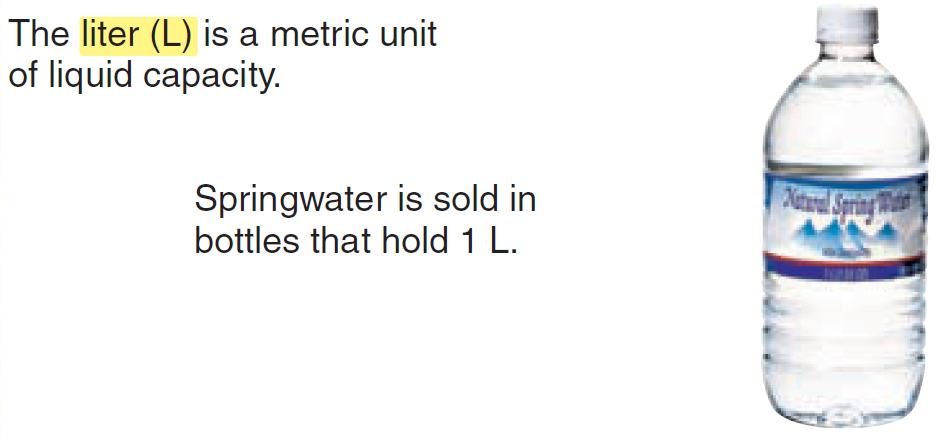 The liter (L) is a metric unit
of liquid capacity.
Springwater is sold in
bottles that hold 1 L.
Natural Spring Water